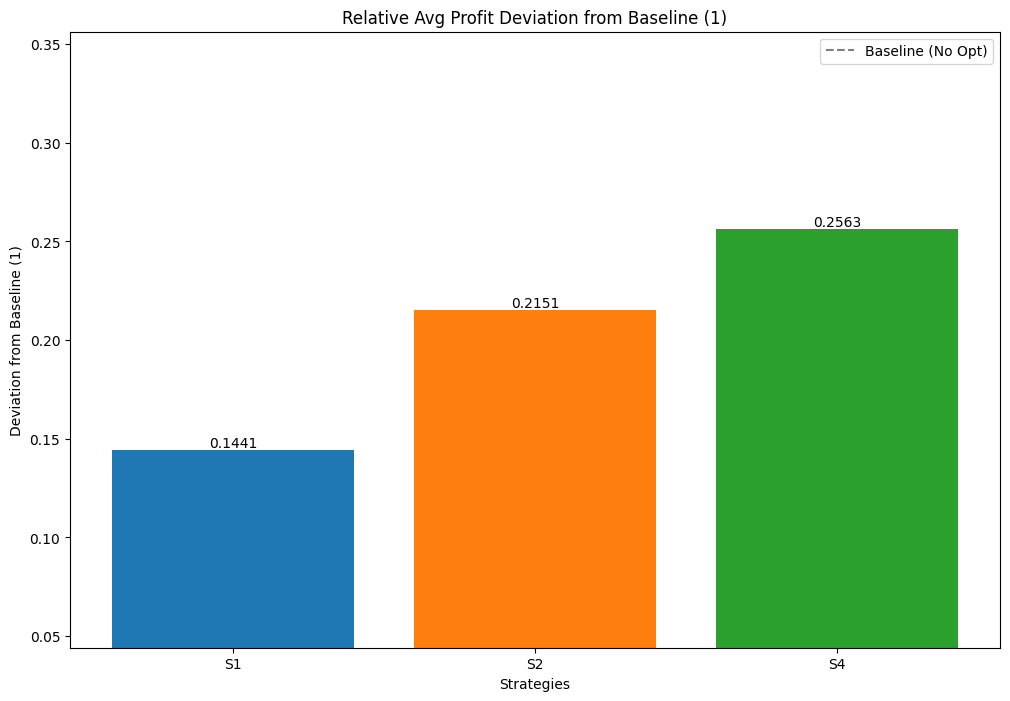 Relative Avg Profit Deviation from Baseline (1)
Baseline (No Opt)
Deviation from Baseline (1)
0.35
0.30
0.25
0.20
0.15
0.10
0.05
0.1441
0.2151
0.2563
S1
S2
S4
Strategies